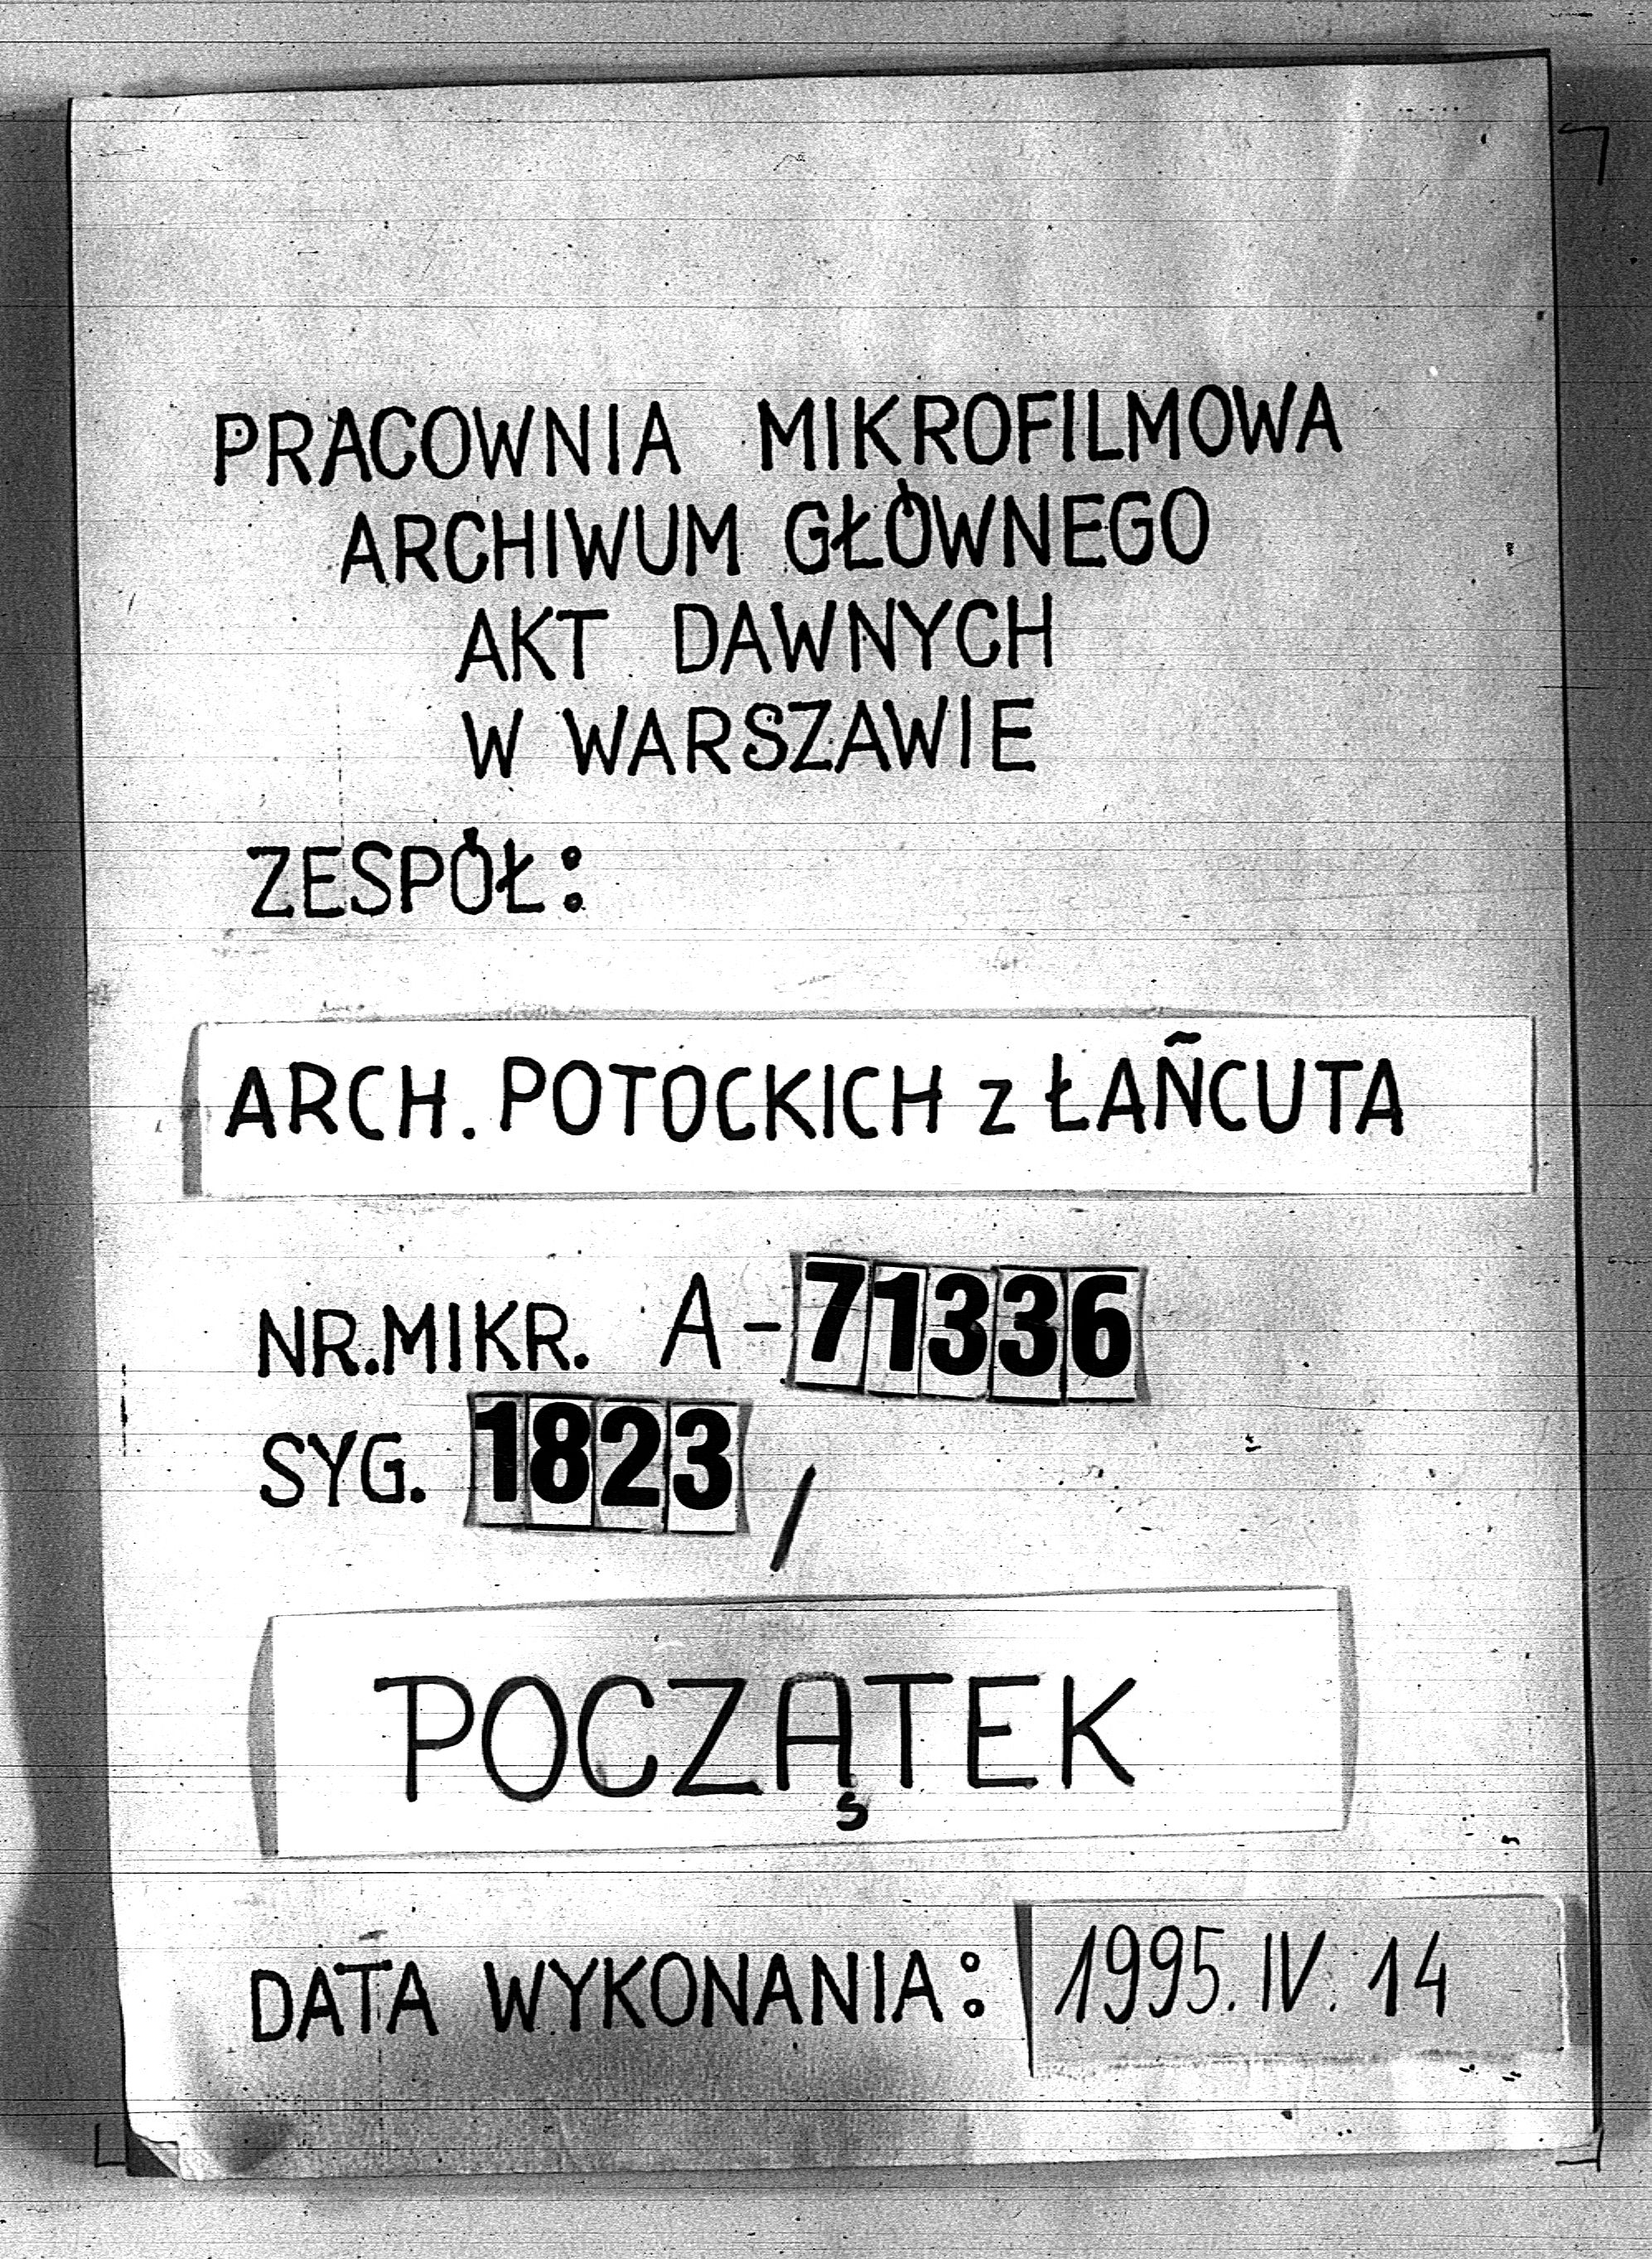 PRACOWNIA MIKROFILMOWA
ARCHIWUM GŁÓWNEGO
AKT DAWNYCH
W WARSZAWIE
ZESPÓŁ:
ARCH. POTOCKICH z ŁAŃCUTA
NR.MIKR. A-71336
SYG. 1823/
POCZĄTEK
DATA WYKONANIA: 1995.IV.14